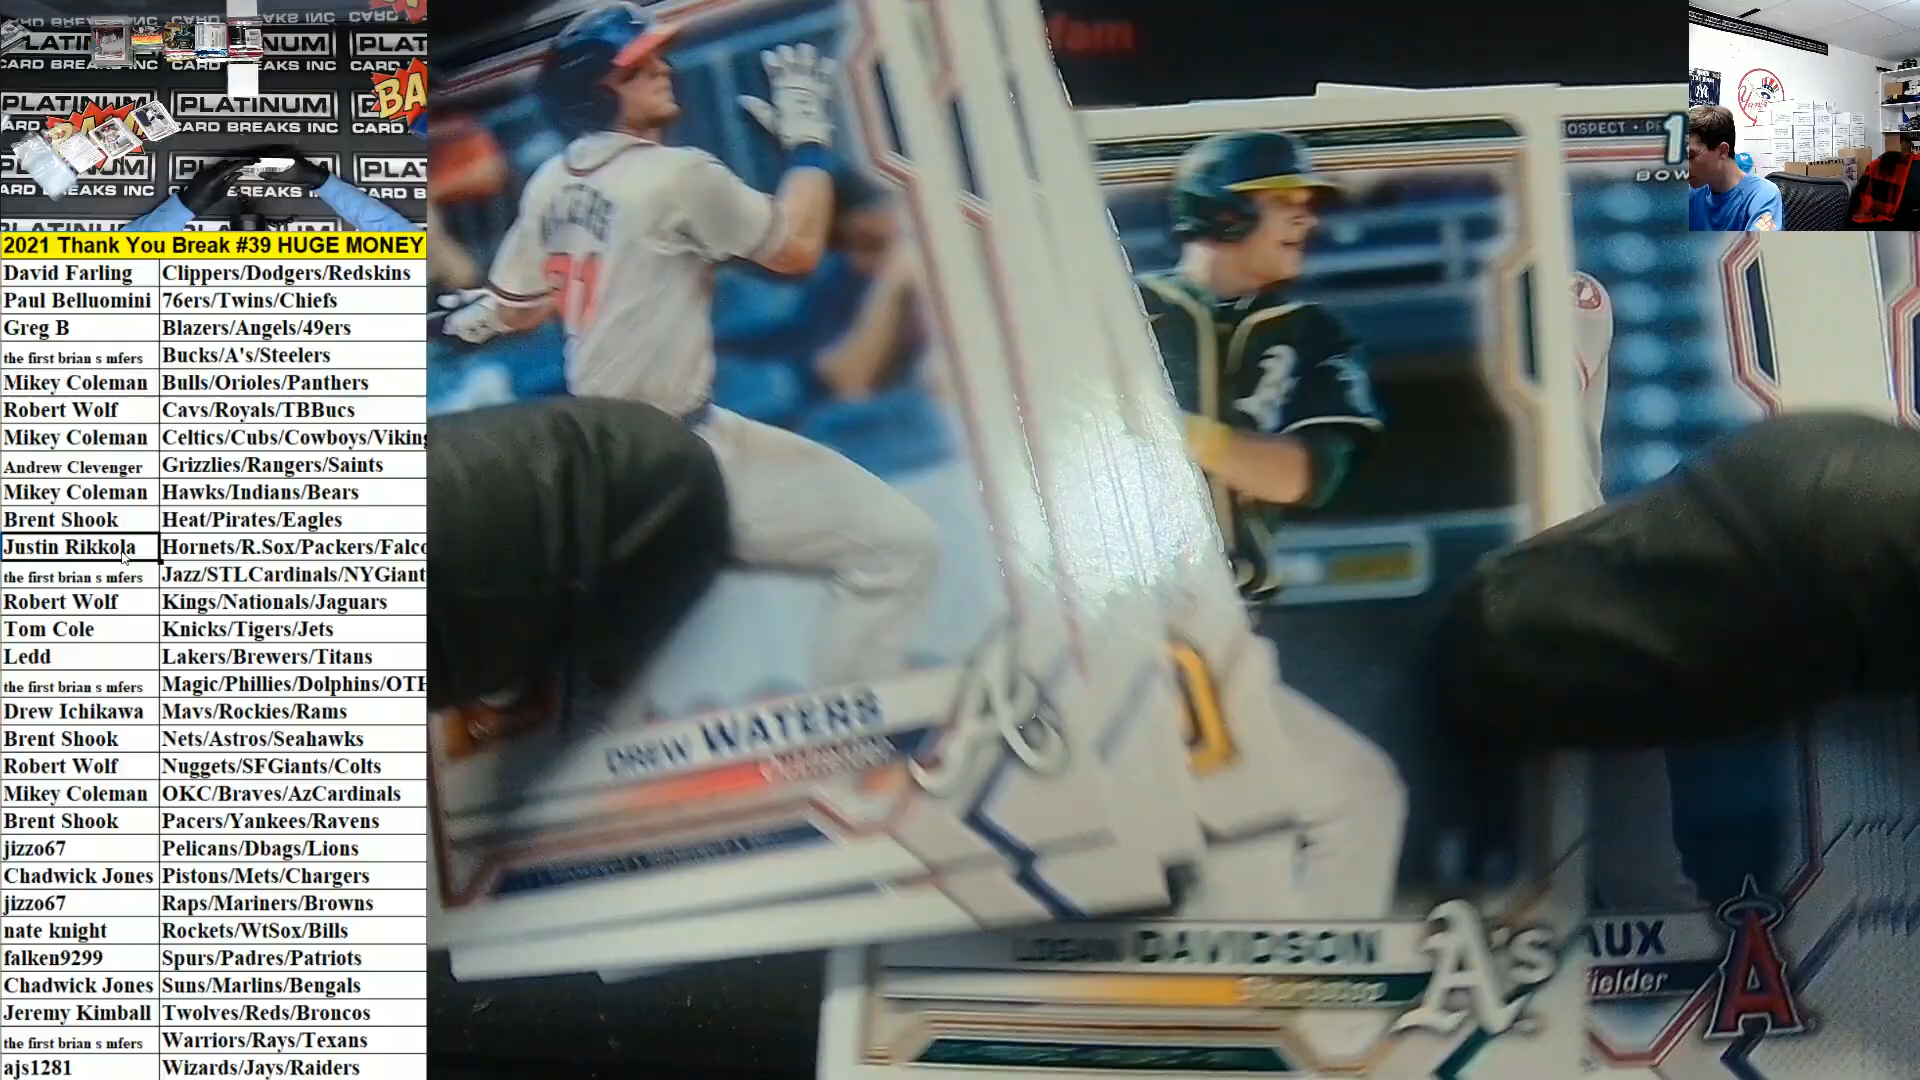 PLATINUM
CARD BREAKS INC
BA
2021 Thank You Break #39 HUGE MONEY
David Farling Clippers/Dodgers/Redskins
Paul Belluomini 76ers/Twins/Chiefs
Greg B Blazers/Angels/49ers
the first brian s mfers Bucks/A's/Steelers
Mikey Coleman Bulls/Orioles/Panthers
Robert Wolf Cavs/Royals/TBBucs
Mikey Coleman Celtics/Cubs/Cowboys/Viking
Andrew Clevenger Grizzlies/Rangers/Saints
Mikey Coleman Hawks/Indians/Bears
Brent Shook Heat/Pirates/Eagles
Justin Rikkola Hornets/R.Sox/Packers/Falco
the first brian s mfers Jazz/STLCardinals/NYGiant
Robert Wolf Kings/Nationals/Jaguars
Tom Cole Knicks/Tigers/Jets
Ledd Lakers/Brewers/Titans
the first brian s mfers Magic/Phillies/Dolphins/OTH
Drew Ichikawa Mavs/Rockies/Rams
Brent Shook Nets/Astros/Seahawks
Robert Wolf Nuggets/SFGiants/Colts
Mikey Coleman OKC/Braves/AzCardinals
Brent Shook Pacers/Yankees/Ravens
jizzo67 Pelicans/Dbags/Lions
Chadwick Jones Pistons/Mets/Chargers
jizzo67 Raps/Mariners/Browns
nate knight Rockets/WtSox/Bills
falken9299 Spurs/Padres/Patriots
Chadwick Jones Suns/Marlins/Bengals
Jeremy Kimball Twolves/Reds/Broncos
the first brian s mfers Warriors/Rays/Texans
ajs1281 Wizards/Jays/Raiders
fam
OSPECT · P
1
BOW
DREW WATERS
A
LOGAN DAVIDSON
Shortstop
A's
AUX
ielder
A